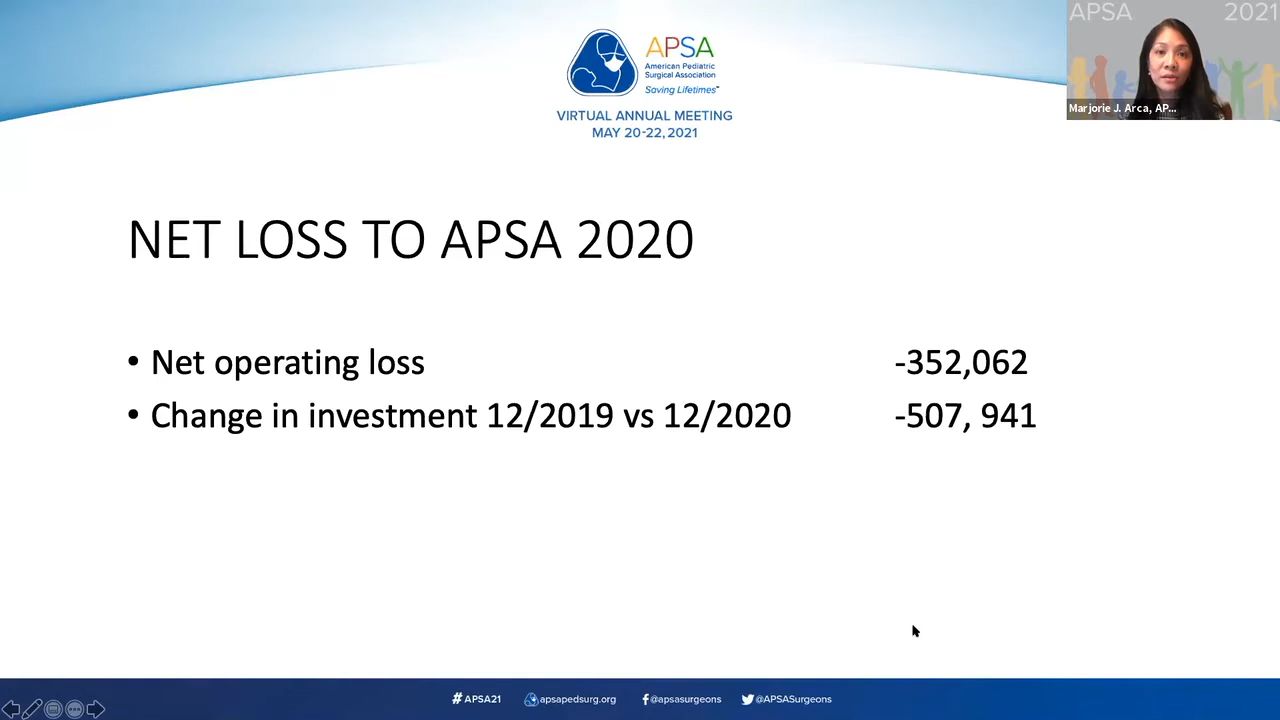 APSA
American Pediatric
Surgical Association
Saving Lifetimes™
VIRTUAL ANNUAL MEETING
MAY 20-22, 2021
APSA 2021
Marjorie J. Arca, AP...
NET LOSS TO APSA 2020
• Net operating loss -352,062
• Change in investment 12/2019 vs 12/2020 -507, 941
#APSA21 apsapedsurg.org @apsasurgeons @APSASurgeons